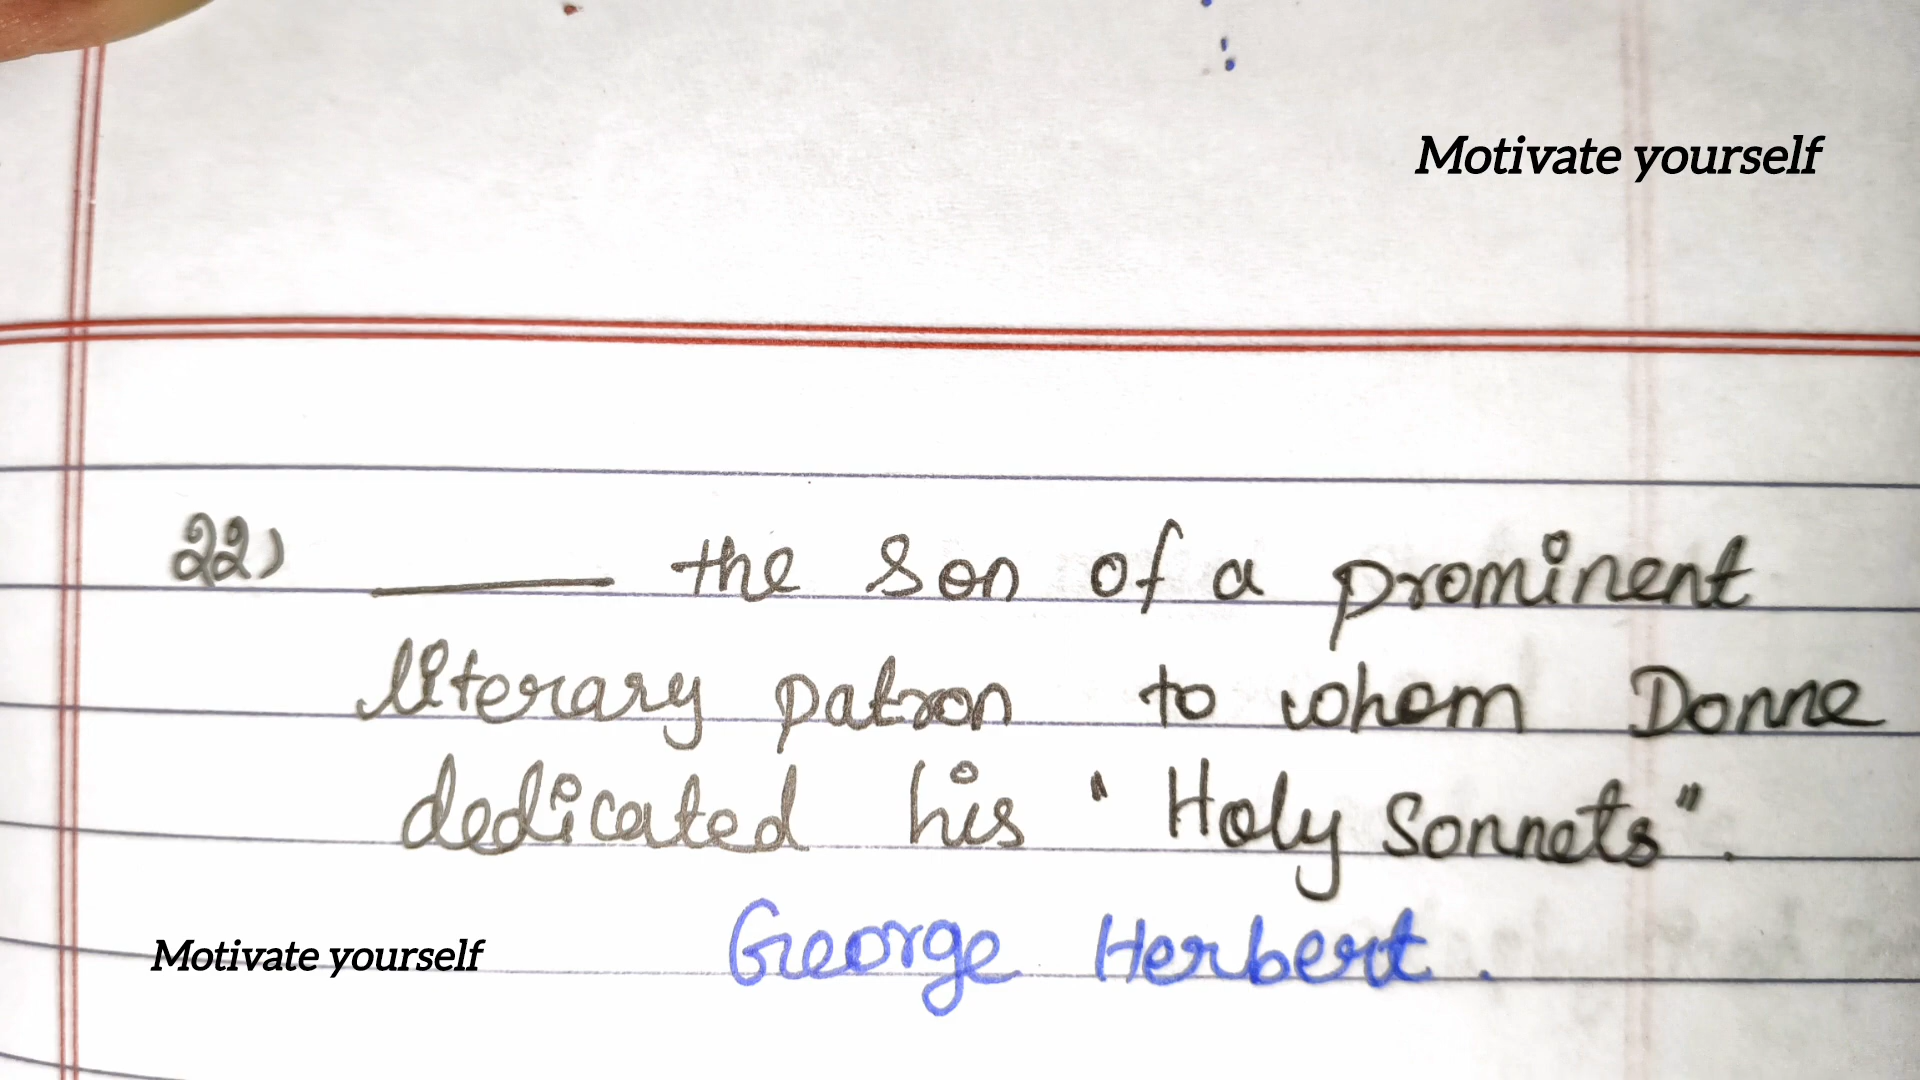 Motivate yourself
22) ______ the son of a prominent
literary patron to whom Donne
dedicated his "Holy Sonnets".
George Herbert.
Motivate yourself